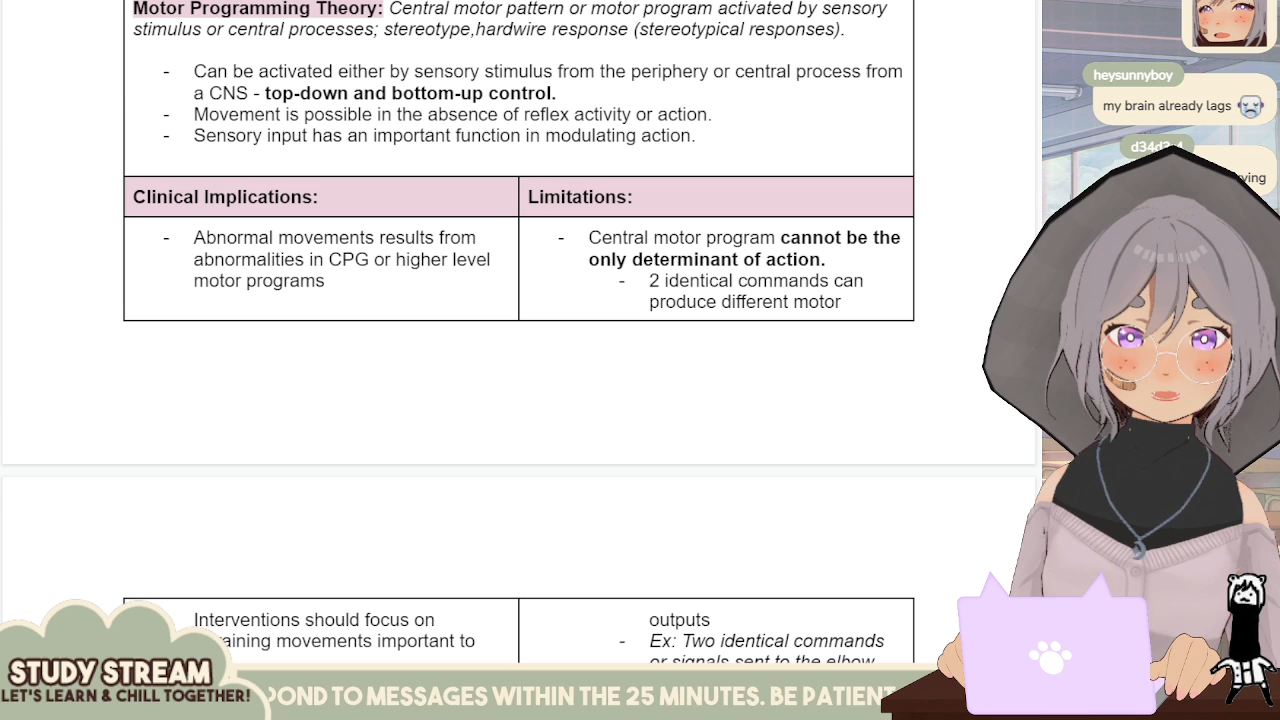 Motor Programming Theory: Central motor pattern or motor program activated by sensory
stimulus or central processes; stereotype,hardwire response (stereotypical responses).
- Can be activated either by sensory stimulus from the periphery or central process from
a CNS - top-down and bottom-up control.
- Movement is possible in the absence of reflex activity or action.
- Sensory input has an important function in modulating action.
Clinical Implications:
Limitations:
- Abnormal movements results from
abnormalities in CPG or higher level
motor programs
- Central motor program cannot be the
only determinant of action.
- 2 identical commands can
produce different motor
Interventions should focus on
raining movements important to
outputs
- Ex: Two identical commands
or signals sent to the elbow
heysunnyboy
my brain already lags
STUDY STREAM
LET'S LEARN & CHILL TOGETHER!
POND TO MESSAGES WITHIN THE 25 MINUTES. BE PATIENT